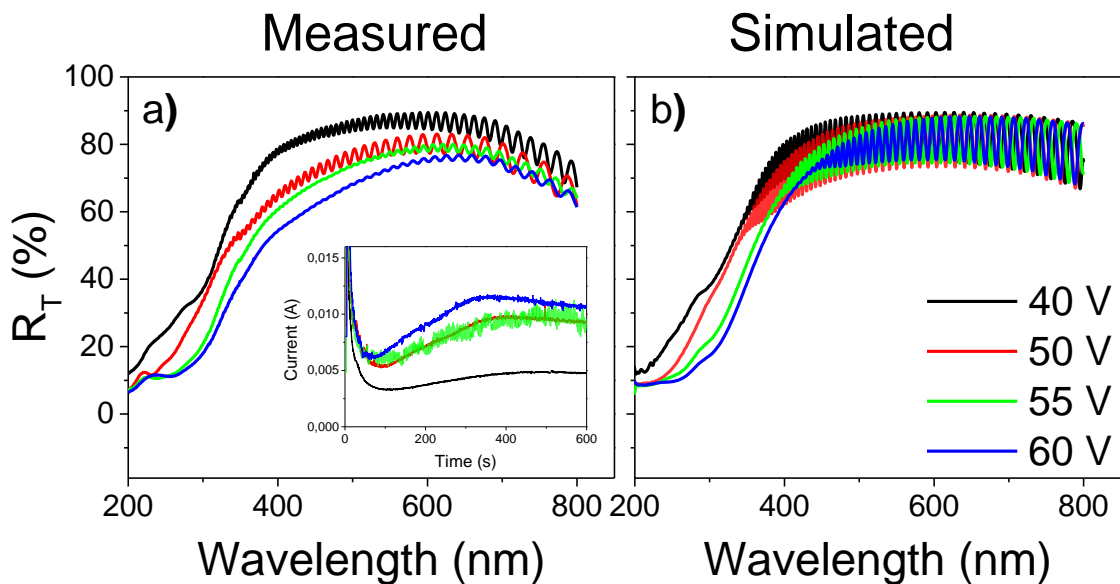 Measured
Simulated
a)
b)
R_T (%)
100
80
60
40
20
0
200
400
600
800
Wavelength (nm)
0,015
0,010
0,005
0,000
Current (A)
0
200
400
600
Time (s)
200
400
600
800
Wavelength (nm)
40 V
50 V
55 V
60 V